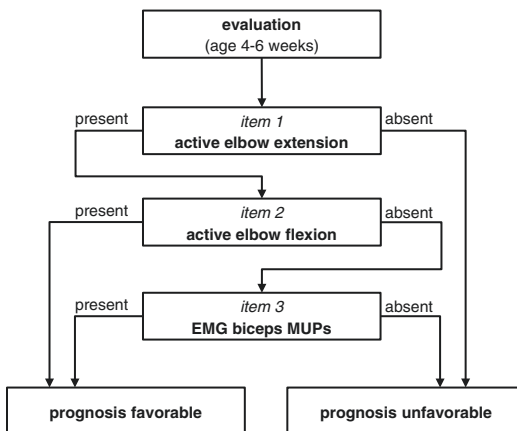 evaluation
(age 4-6 weeks)
present
item 1
absent
active elbow extension
present
item 2
absent
active elbow flexion
present
item 3
absent
EMG biceps MUPs
prognosis favorable
prognosis unfavorable